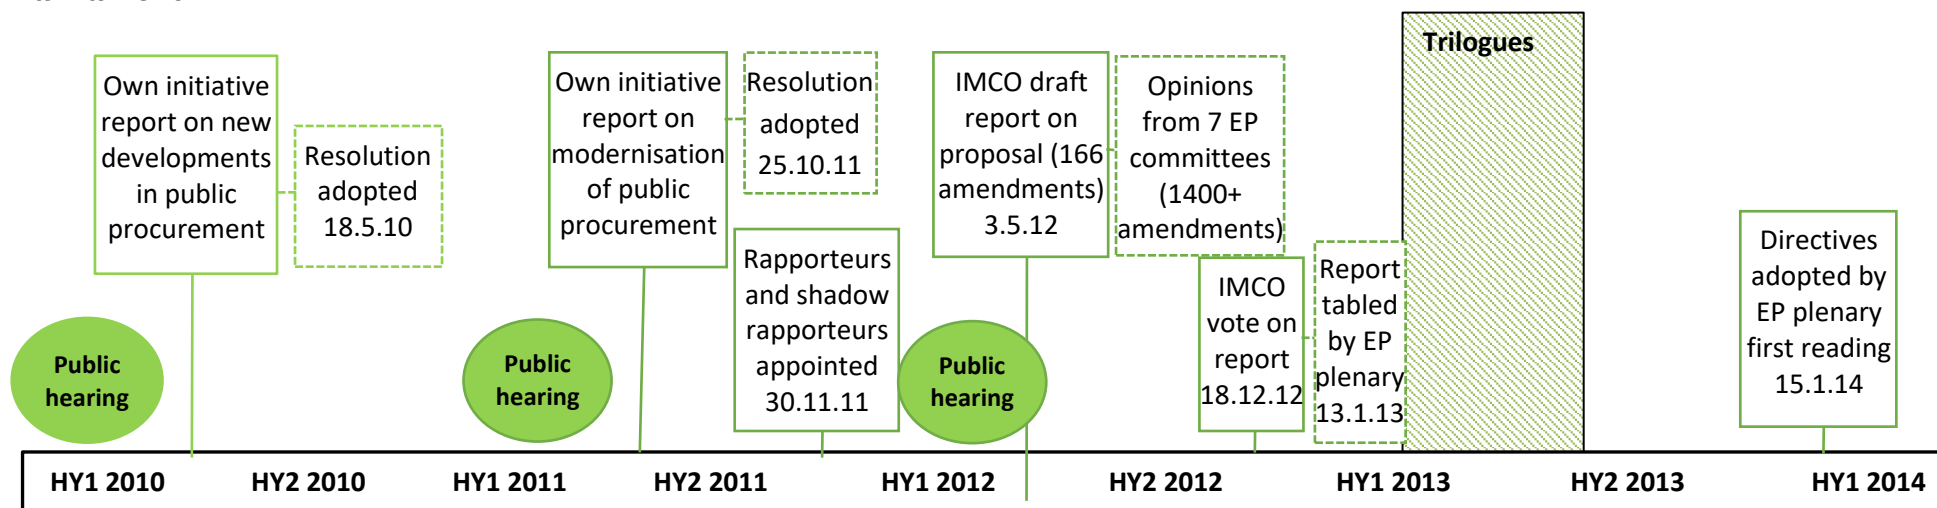 Own initiative
report on new
developments
in public
procurement
Resolution
adopted
18.5.10
Public
hearing
Own initiative
report on
modernisation
of public
procurement
Resolution
adopted
25.10.11
Public
hearing
Rapporteurs
and shadow
rapporteurs
appointed
30.11.11
IMCO draft
report on
proposal (166
amendments)
3.5.12
Public
hearing
Opinions
from 7 EP
committees
(1400+
amendments)
IMCO
vote on
report
18.12.12
Report
tabled
by EP
plenary
13.1.13
Trilogues
Directives
adopted by
EP plenary
first reading
15.1.14
HY1 2010 HY2 2010 HY1 2011 HY2 2011 HY1 2012 HY2 2012 HY1 2013 HY2 2013 HY1 2014